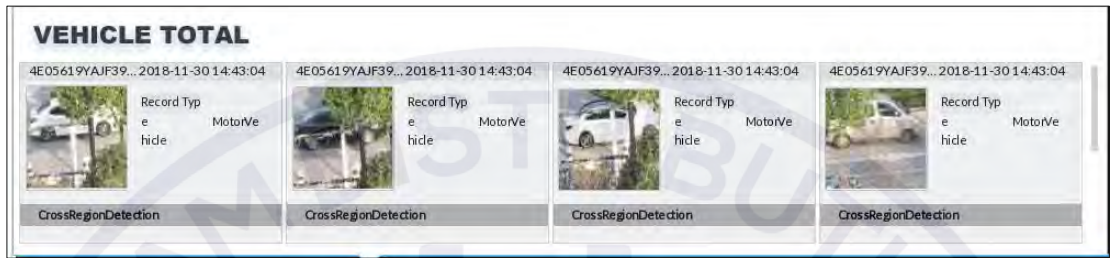 VEHICLE TOTAL
4E05619YAJF39... 2018-11-30 14:43:04
Record Typ
e MotorVe
hicle
CrossRegionDetection
4E05619YAJF39... 2018-11-30 14:43:04
Record Typ
e MotorVe
hicle
CrossRegionDetection
4E05619YAJF39... 2018-11-30 14:43:04
Record Typ
e MotorVe
hicle
CrossRegionDetection
4E05619YAJF39... 2018-11-30 14:43:04
Record Typ
e MotorVe
hicle
CrossRegionDetection